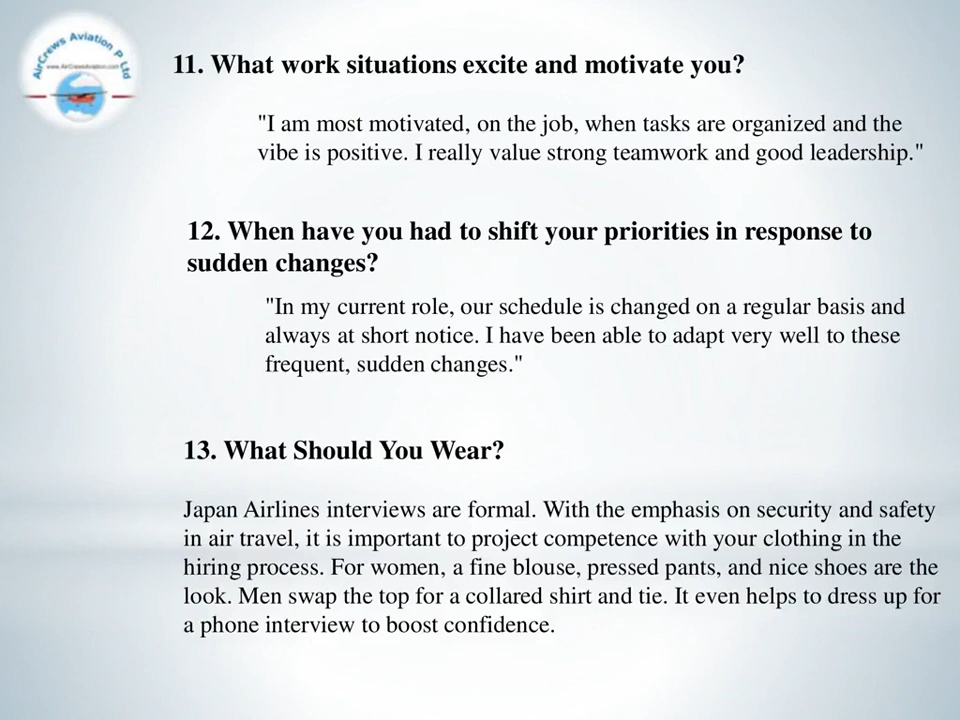 AirCrews Aviation P Ltd
www.AirCrewsAviation.com
11. What work situations excite and motivate you?
"I am most motivated, on the job, when tasks are organized and the
vibe is positive. I really value strong teamwork and good leadership."
12. When have you had to shift your priorities in response to
sudden changes?
"In my current role, our schedule is changed on a regular basis and
always at short notice. I have been able to adapt very well to these
frequent, sudden changes."
13. What Should You Wear?
Japan Airlines interviews are formal. With the emphasis on security and safety
in air travel, it is important to project competence with your clothing in the
hiring process. For women, a fine blouse, pressed pants, and nice shoes are the
look. Men swap the top for a collared shirt and tie. It even helps to dress up for
a phone interview to boost confidence.